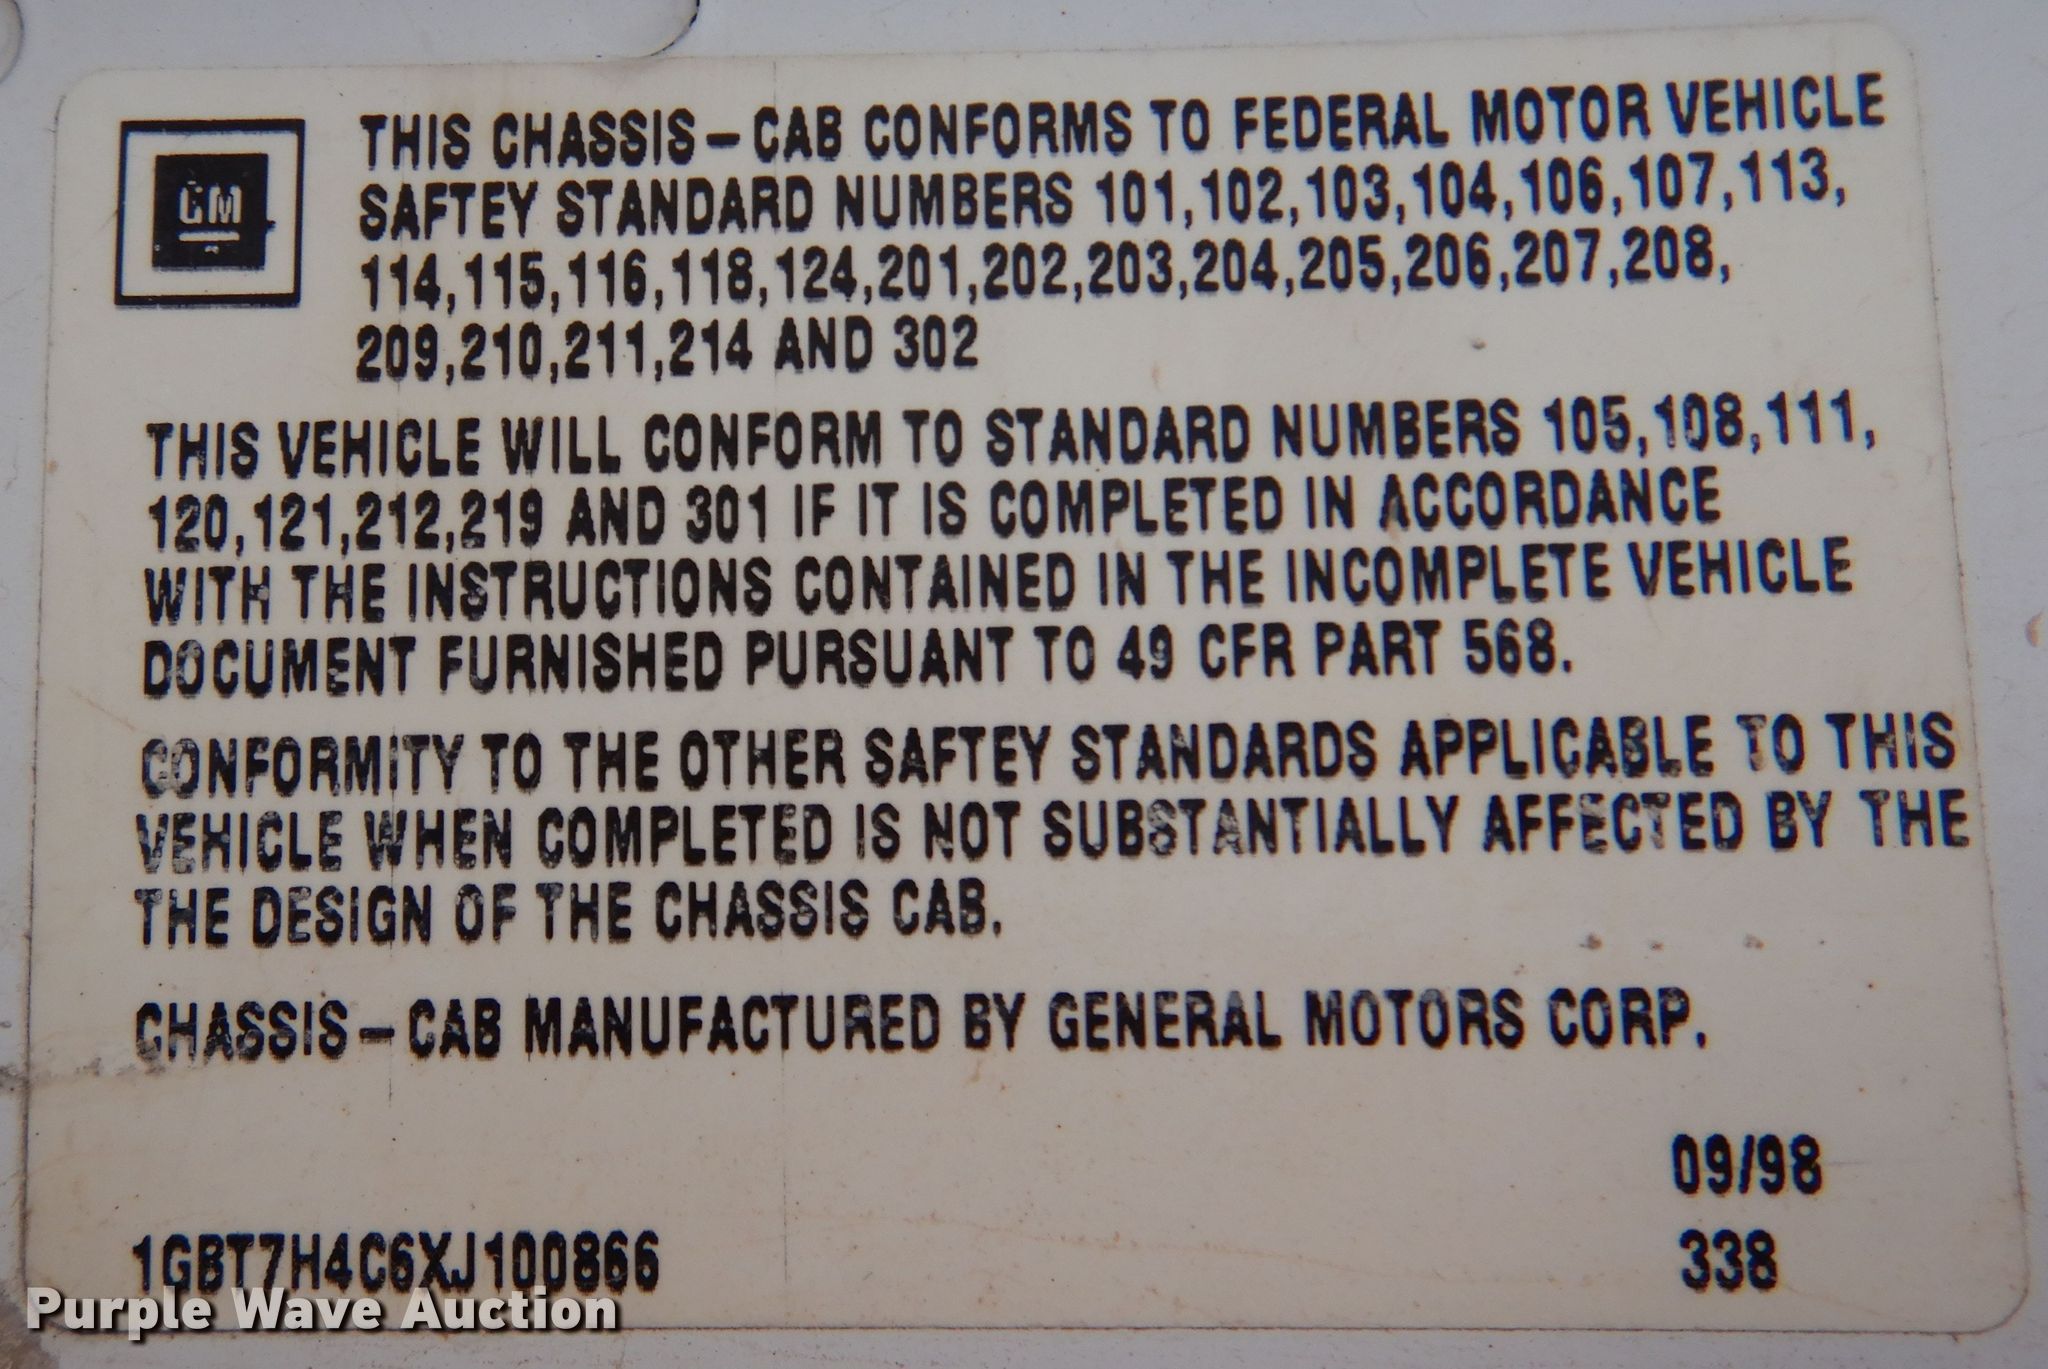 GM
THIS CHASSIS-CAB CONFORMS TO FEDERAL MOTOR VEHICLE
SAFTEY STANDARD NUMBERS 101,102,103,104,106,107,113,
114,115,116,118,124,201,202,203,204,205,206,207,208,
209,210,211,214 AND 302
THIS VEHICLE WILL CONFORM TO STANDARD NUMBERS 105,108,111,
120,121,212,219 AND 301 IF IT IS COMPLETED IN ACCORDANCE
WITH THE INSTRUCTIONS CONTAINED IN THE INCOMPLETE VEHICLE
DOCUMENT FURNISHED PURSUANT TO 49 CFR PART 568.
CONFORMITY TO THE OTHER SAFTEY STANDARDS APPLICABLE TO THIS
VEHICLE WHEN COMPLETED IS NOT SUBSTANTIALLY AFFECTED BY THE
THE DESIGN OF THE CHASSIS CAB.
CHASSIS-CAB MANUFACTURED BY GENERAL MOTORS CORP.
09/98
1GBT7H4C6XJ100866 338
Purple Wave Auction